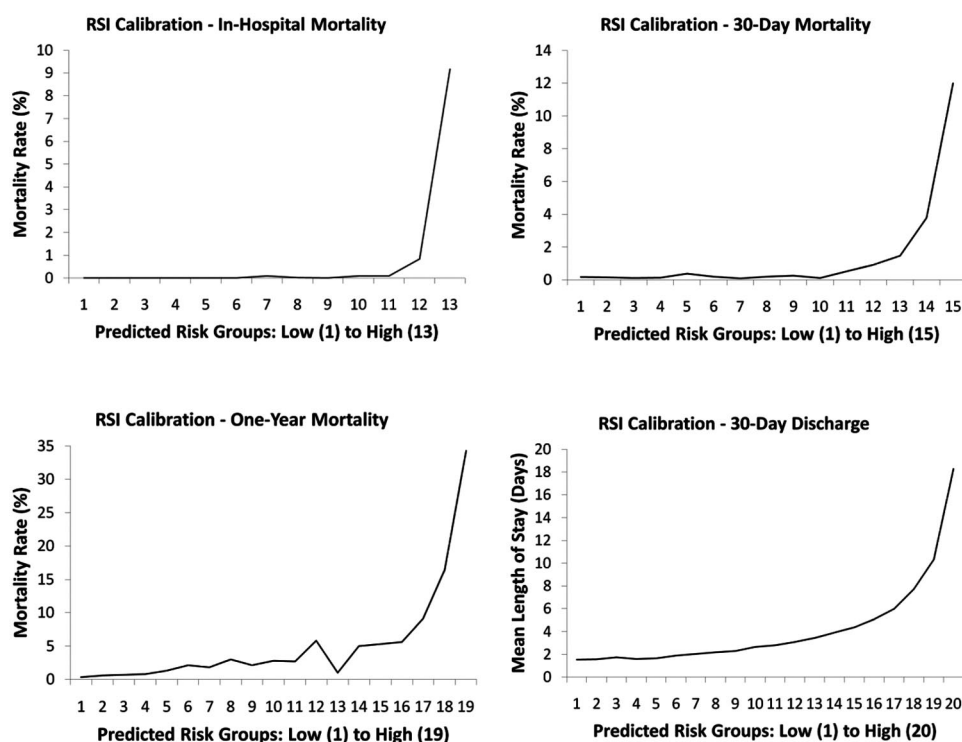 RSI Calibration - In-Hospital Mortality
Mortality Rate (%)
10
9
8
7
6
5
4
3
2
1
0
1 2 3 4 5 6 7 8 9 10 11 12 13
Predicted Risk Groups: Low (1) to High (13)
RSI Calibration - 30-Day Mortality
Mortality Rate (%)
14
12
10
8
6
4
2
0
1 2 3 4 5 6 7 8 9 10 11 12 13 14 15
Predicted Risk Groups: Low (1) to High (15)
RSI Calibration - One-Year Mortality
Mortality Rate (%)
35
30
25
20
15
10
5
0
1 2 3 4 5 6 7 8 9 10 11 12 13 14 15 16 17 18 19
Predicted Risk Groups: Low (1) to High (19)
RSI Calibration - 30-Day Discharge
Mean Length of Stay (Days)
20
18
16
14
12
10
8
6
4
2
0
1 2 3 4 5 6 7 8 9 10 11 12 13 14 15 16 17 18 19 20
Predicted Risk Groups: Low (1) to High (20)